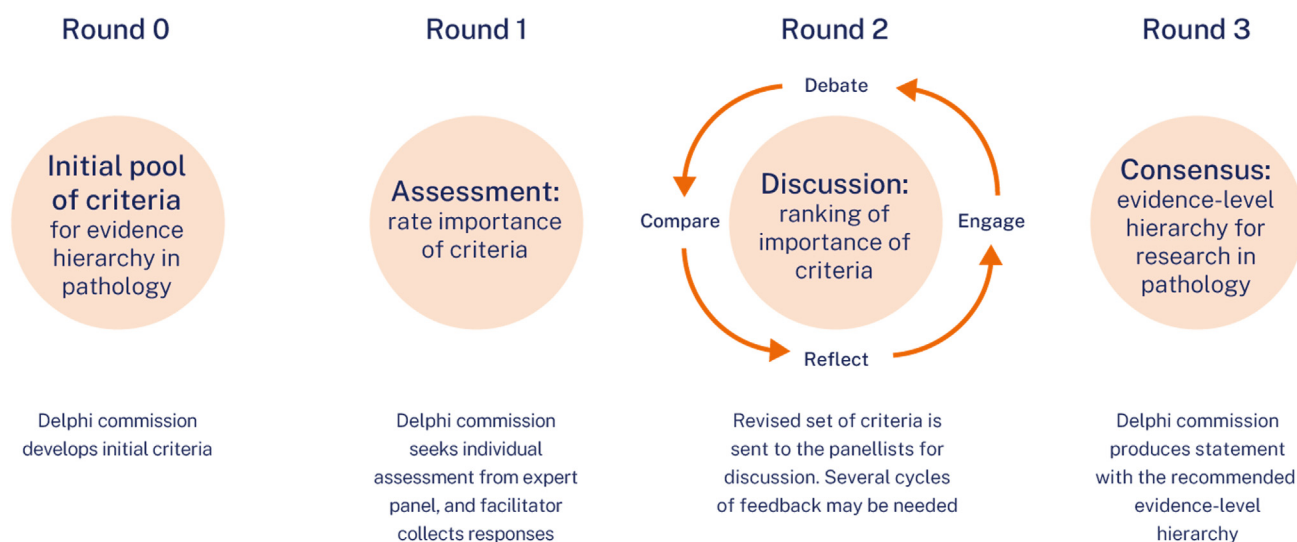 Round 0
Initial pool
of criteria
for evidence
hierarchy in
pathology
Delphi commission
develops initial criteria
Round 1
Assessment:
rate importance
of criteria
Delphi commission
seeks individual
assessment from expert
panel, and facilitator
collects responses
Round 2
Debate
Compare
Discussion:
ranking of
importance of
criteria
Engage
Reflect
Revised set of criteria is
sent to the panellists for
discussion. Several cycles
of feedback may be needed
Round 3
Consensus:
evidence-level
hierarchy for
research in
pathology
Delphi commission
produces statement
with the recommended
evidence-level
hierarchy